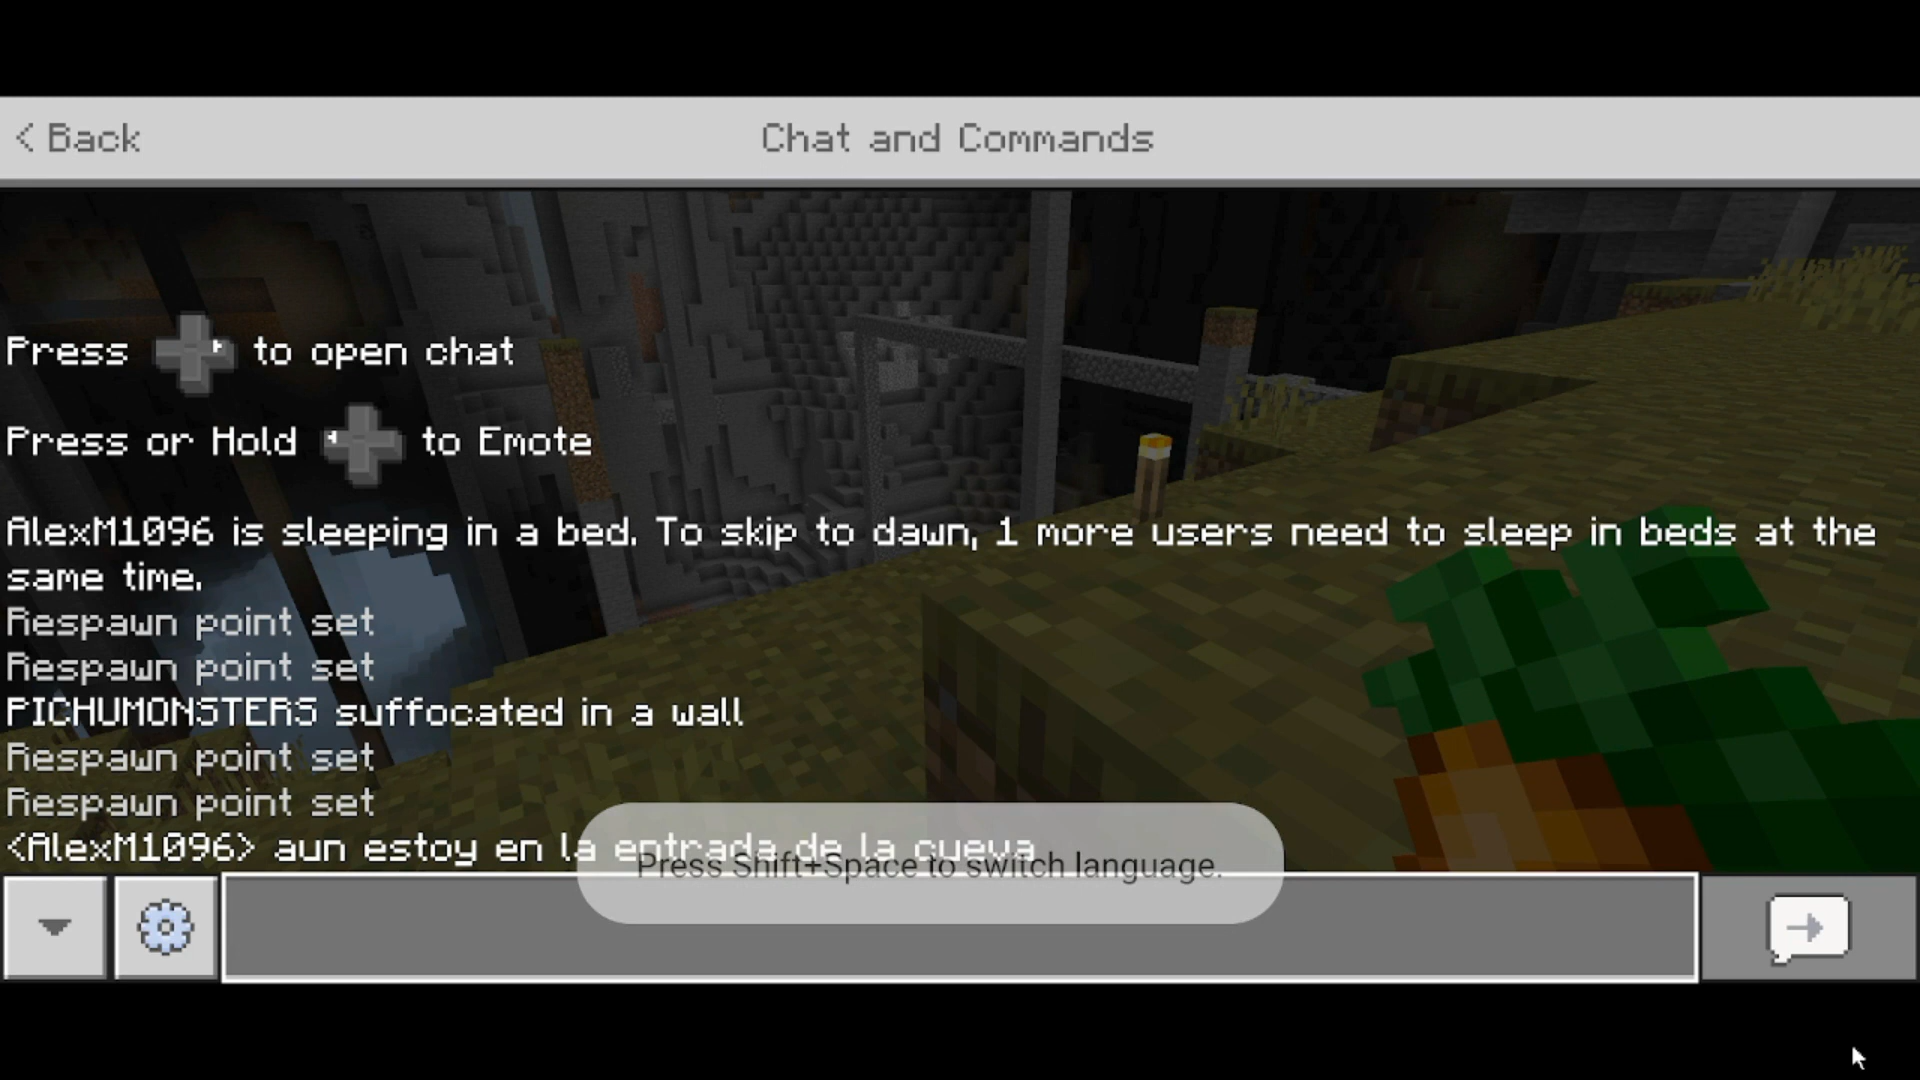 < Back
Chat and Commands
Press to open chat
Press or Hold to Emote
AlexM1096 is sleeping in a bed. To skip to dawn, 1 more users need to sleep in beds at the
same time.
Respawn point set
Respawn point set
PICHUMONSTERS suffocated in a wall
Respawn point set
Respawn point set
<AlexM1096> aun estoy en la entrada de la cueva
Press Shift+Space to switch language.